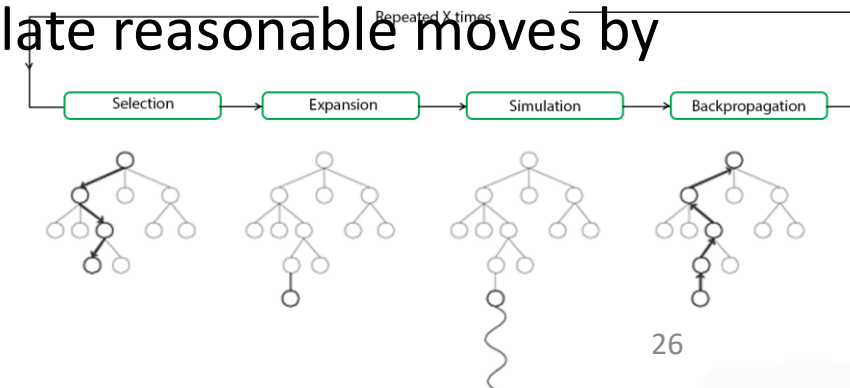 Repeated X times
late reasonable moves by
Selection
Expansion
Simulation
Backpropagation
26